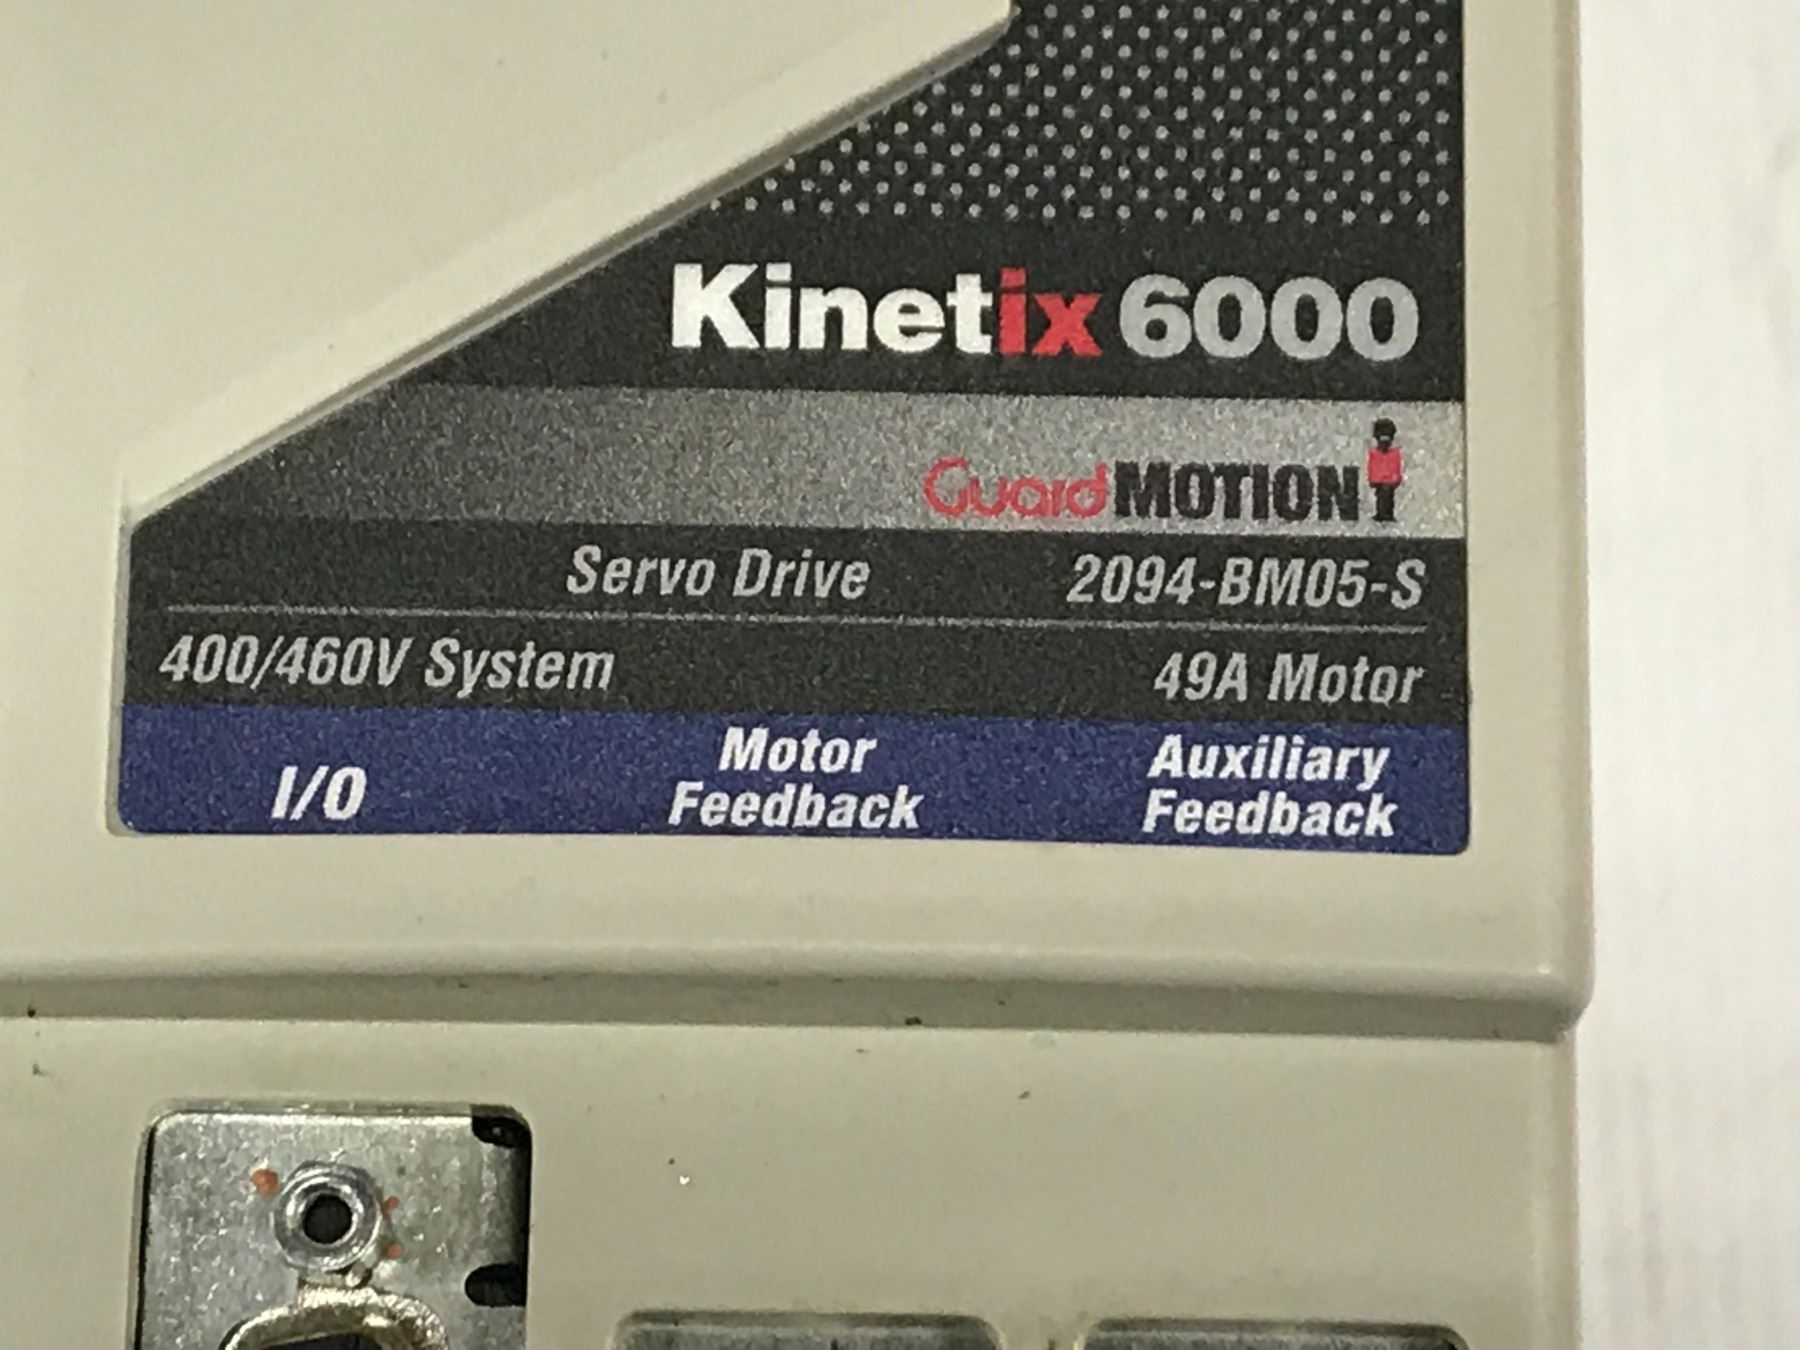 Kinetix 6000
GuardMOTION
Servo Drive 2094-BM05-S
400/460V System 49A Motor
I/O
Motor
Feedback
Auxiliary
Feedback